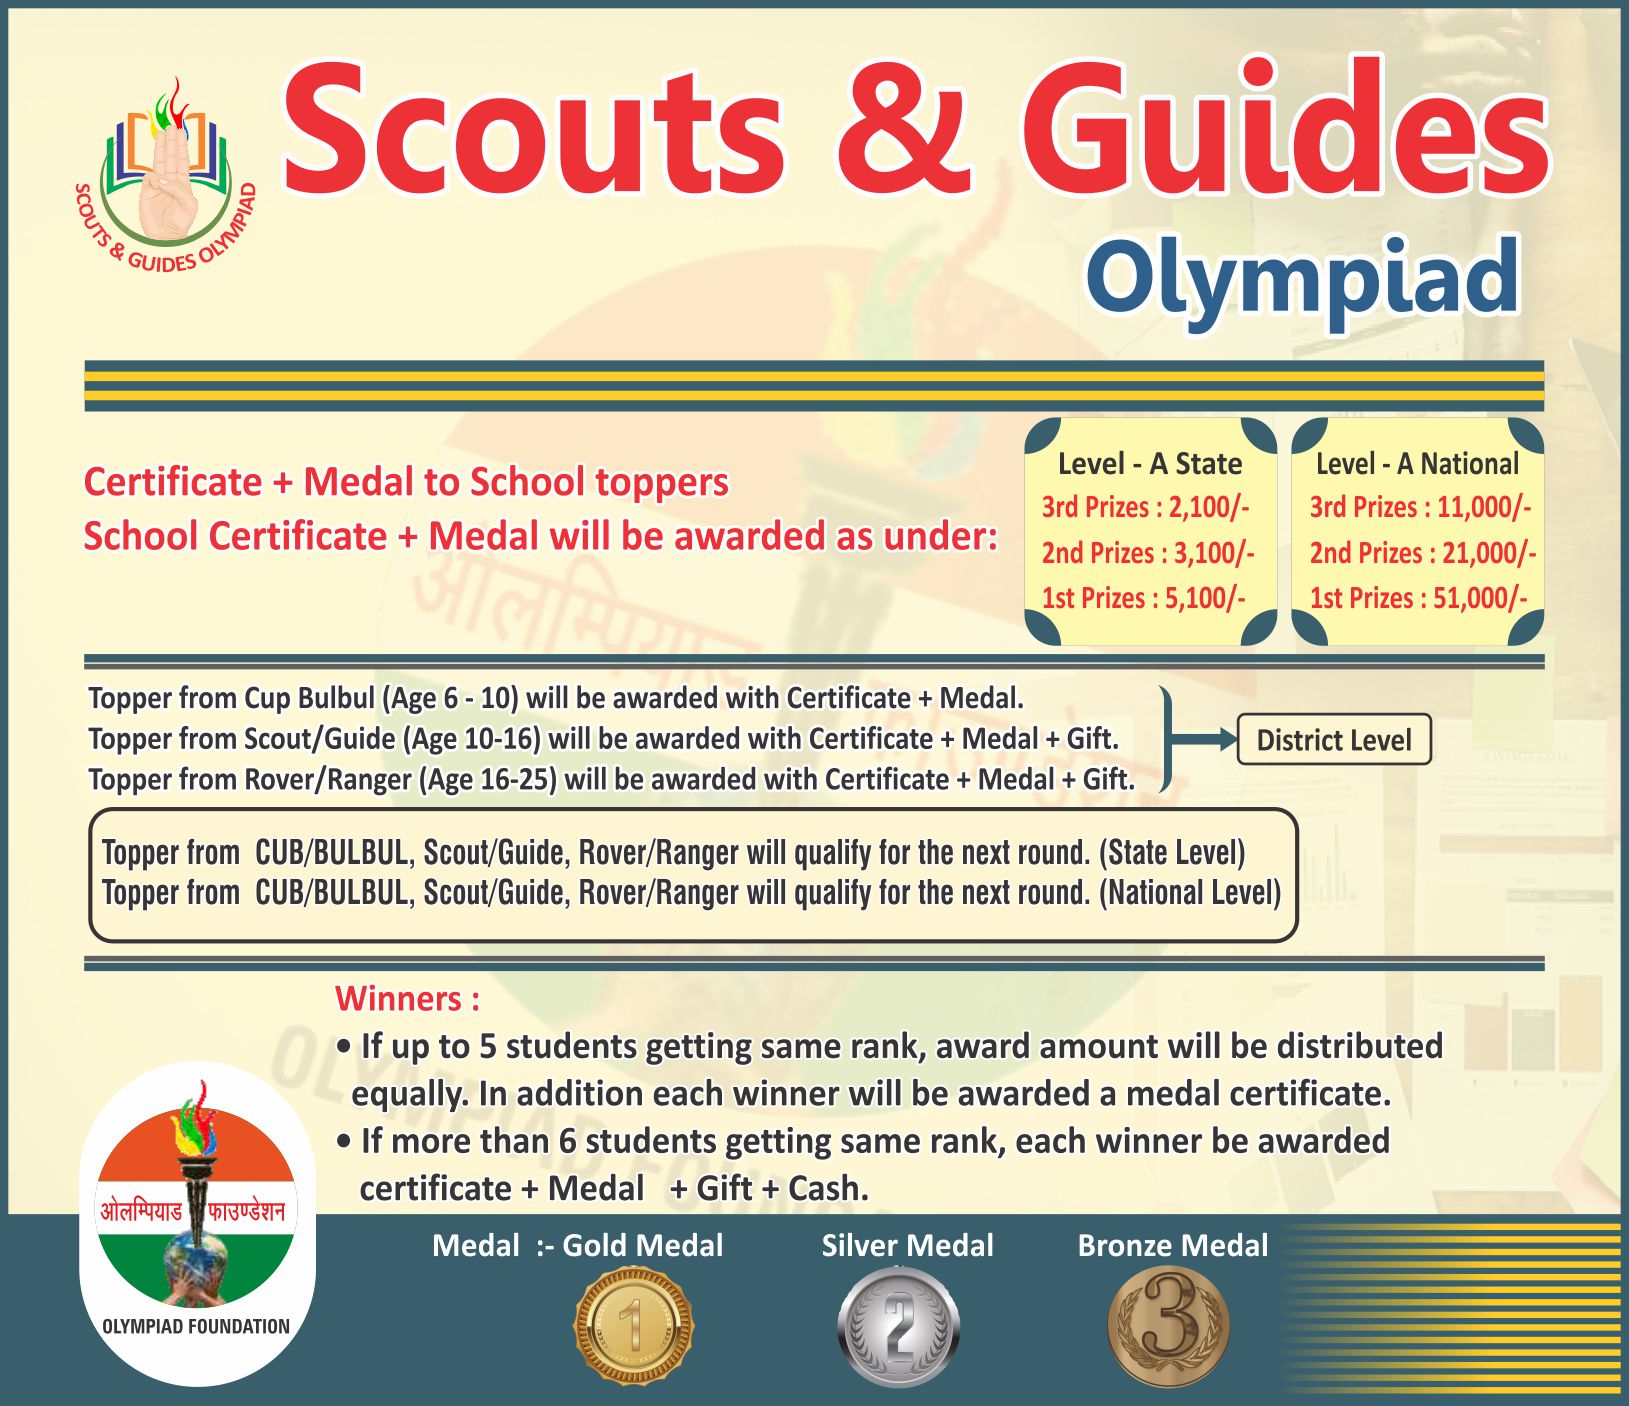 Scouts & Guides
Olympiad
SCOUTS & GUIDES OLYMPIAD
Certificate + Medal to School toppers
School Certificate + Medal will be awarded as under:
Level - A State
3rd Prizes : 2,100/-
2nd Prizes : 3,100/-
1st Prizes : 5,100/-
Level - A National
3rd Prizes : 11,000/-
2nd Prizes : 21,000/-
1st Prizes : 51,000/-
Topper from Cup Bulbul (Age 6 - 10) will be awarded with Certificate + Medal.
Topper from Scout/Guide (Age 10-16) will be awarded with Certificate + Medal + Gift.
Topper from Rover/Ranger (Age 16-25) will be awarded with Certificate + Medal + Gift.
District Level
Topper from CUB/BULBUL, Scout/Guide, Rover/Ranger will qualify for the next round. (State Level)
Topper from CUB/BULBUL, Scout/Guide, Rover/Ranger will qualify for the next round. (National Level)
Winners :
• If up to 5 students getting same rank, award amount will be distributed
equally. In addition each winner will be awarded a medal certificate.
• If more than 6 students getting same rank, each winner be awarded
certificate + Medal + Gift + Cash.
ओलम्पियाड फाउण्डेशन
OLYMPIAD FOUNDATION
Medal :- Gold Medal Silver Medal Bronze Medal
1 2 3